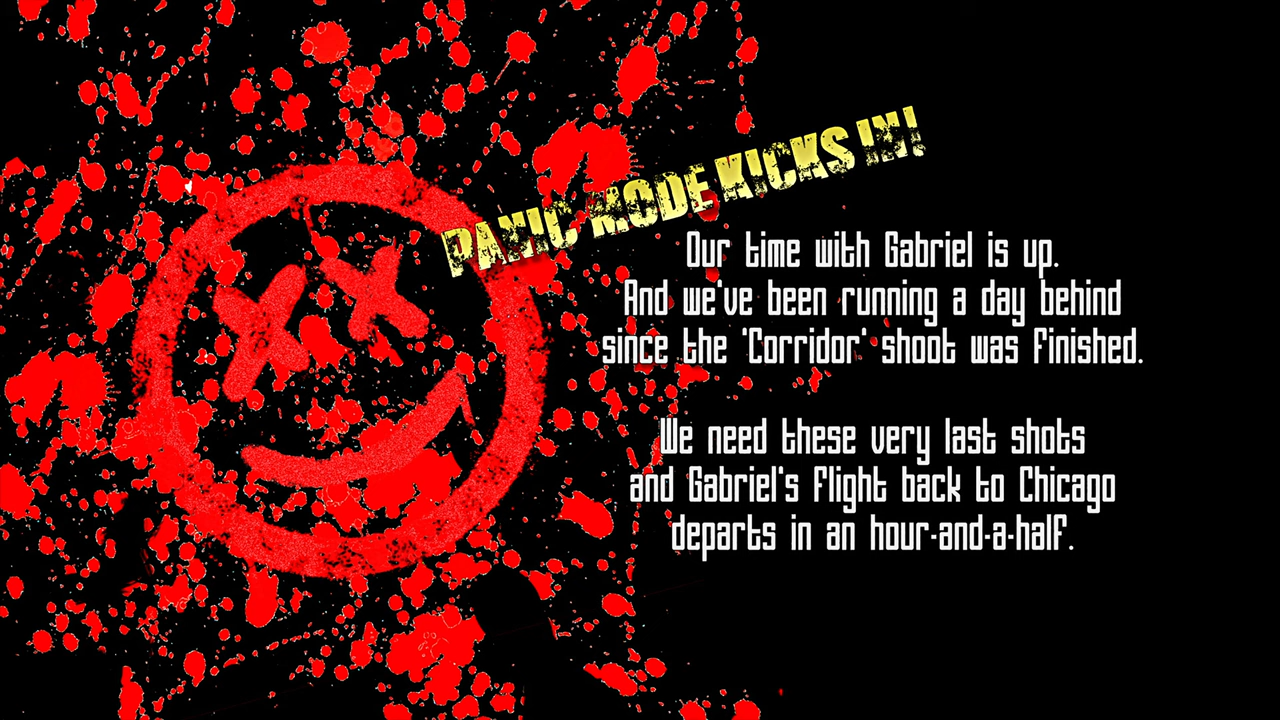 PANIC MODE KICKS IN!
Our time with Gabriel is up.
And we've been running a day behind
since the 'Corridor' shoot was finished.
We need these very last shots
and Gabriel's flight back to Chicago
departs in an hour-and-a-half.